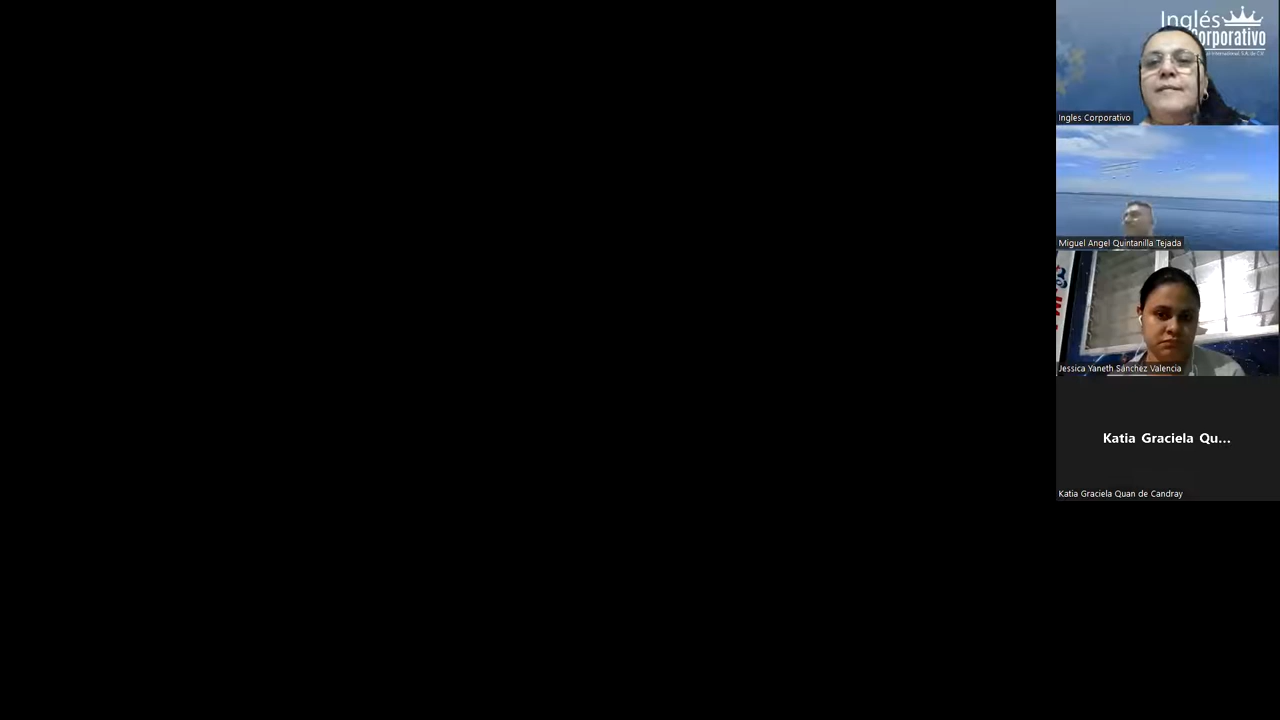 Inglés
Corporativo
Ingles Corporativo
Miguel Angel Quintanilla Tejada
Jessica Yaneth Sánchez Valencia
Katia Graciela Qu...
Katia Graciela Quan de Candray